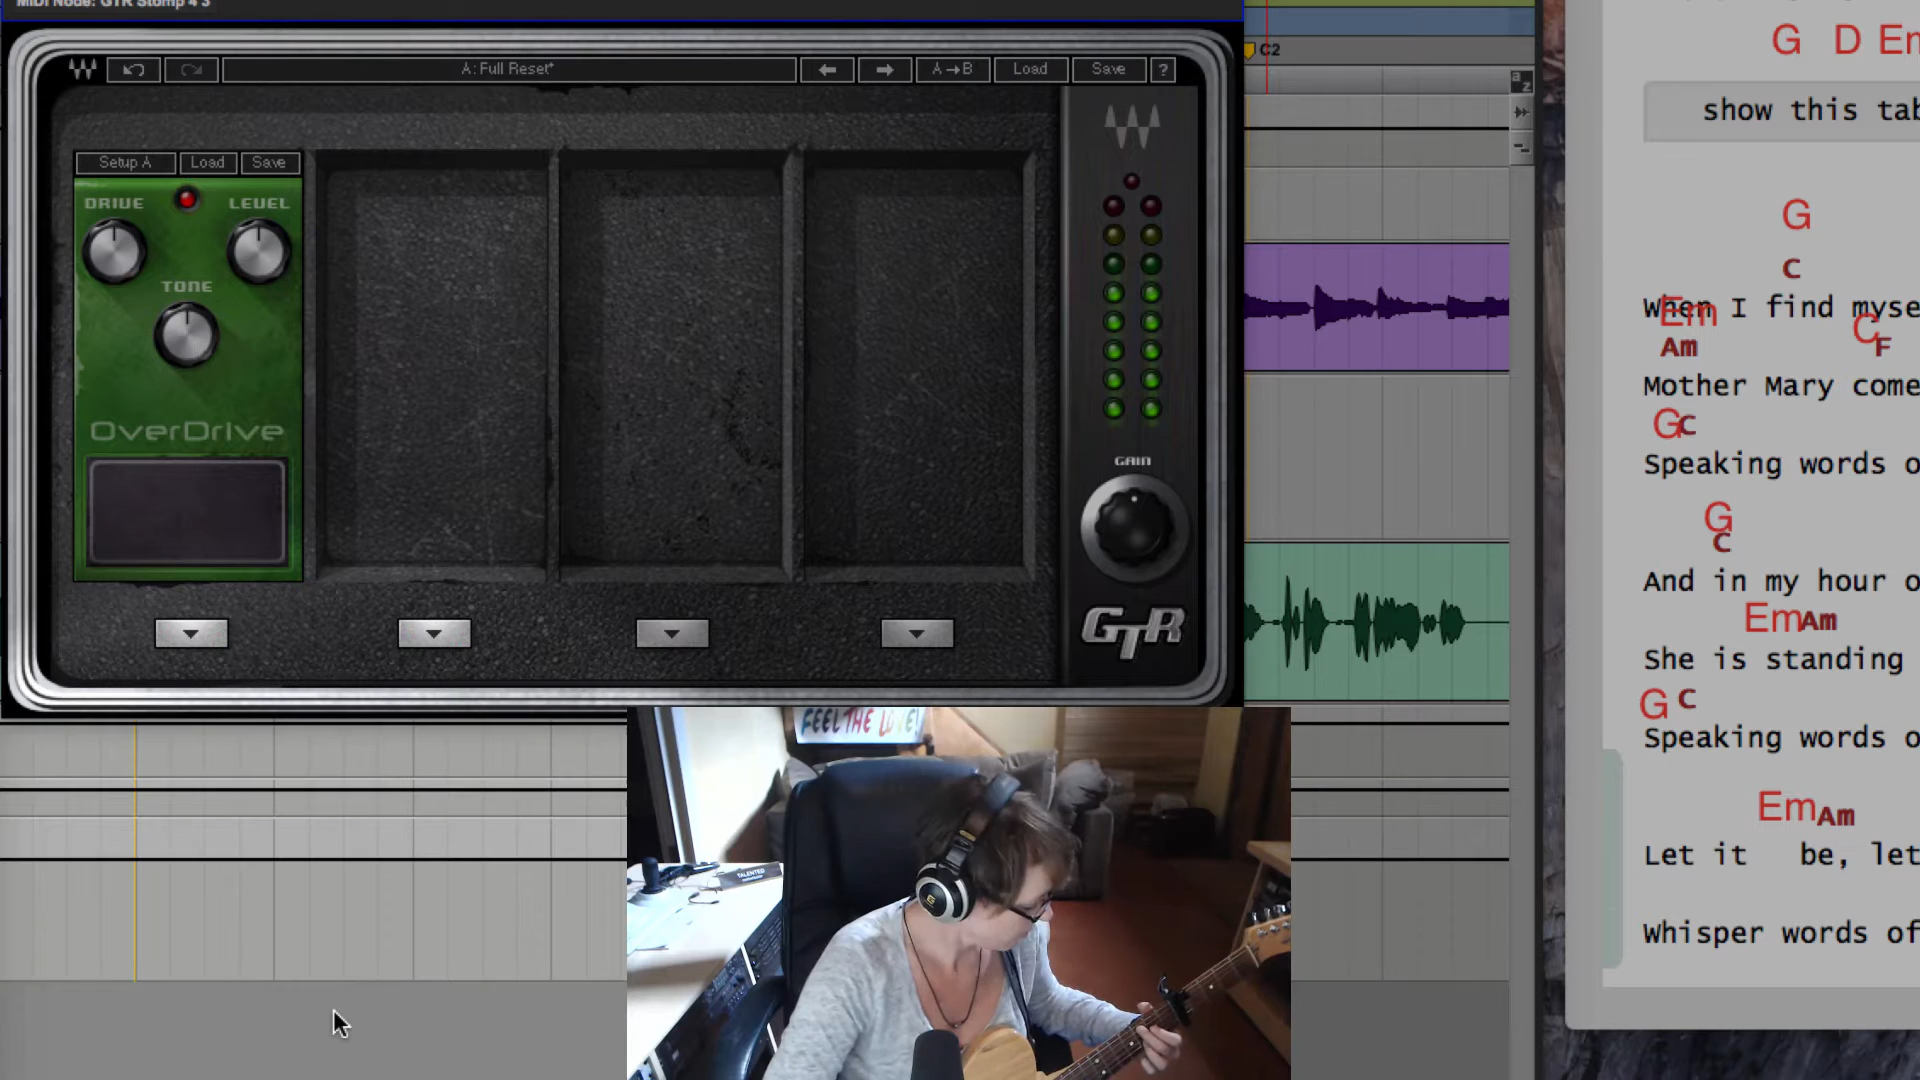 MIDI Node: GTR Stomp 4 3
A: Full Reset*
A→B
Load
Save
?
C2
a
z
Setup A
Load
Save
DRIVE
LEVEL
TONE
OverDrive
GAIN
GTR
FEEL THE LOVE!
TALENTED
G D Em
show this tab
G
C
When I find myse
Em C
Am F
Mother Mary come
G C
Speaking words o
G
C
And in my hour o
Em Am
She is standing
G C
Speaking words o
Em Am
Let it be, let
Whisper words of